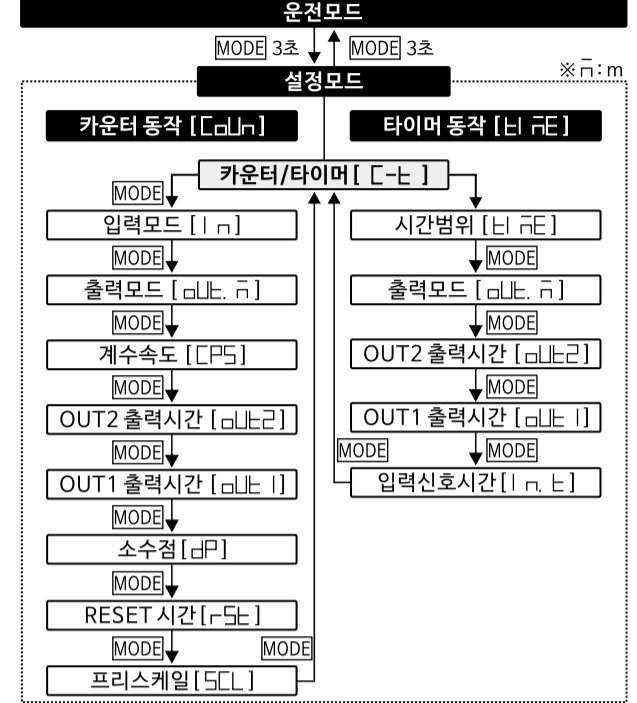 운전모드
MODE 3초 MODE 3초
※ m̅ : m
설정모드
카운터 동작 [CoUn]
타이머 동작 [tI m̅E]
카운터/타이머 [ C-t ]
MODE
입력모드 [I n]
MODE
출력모드 [oUt. m̅]
MODE
계수속도 [CPS]
MODE
OUT2 출력시간 [oUt2]
MODE
OUT1 출력시간 [oUt 1]
MODE
소수점 [dP]
MODE
RESET 시간 [rSt]
MODE
프리스케일 [SCL]
MODE
시간범위 [tI m̅E]
MODE
출력모드 [oUt. m̅]
MODE
OUT2 출력시간 [oUt2]
MODE
OUT1 출력시간 [oUt 1]
MODE
입력신호시간 [I n. t]
MODE